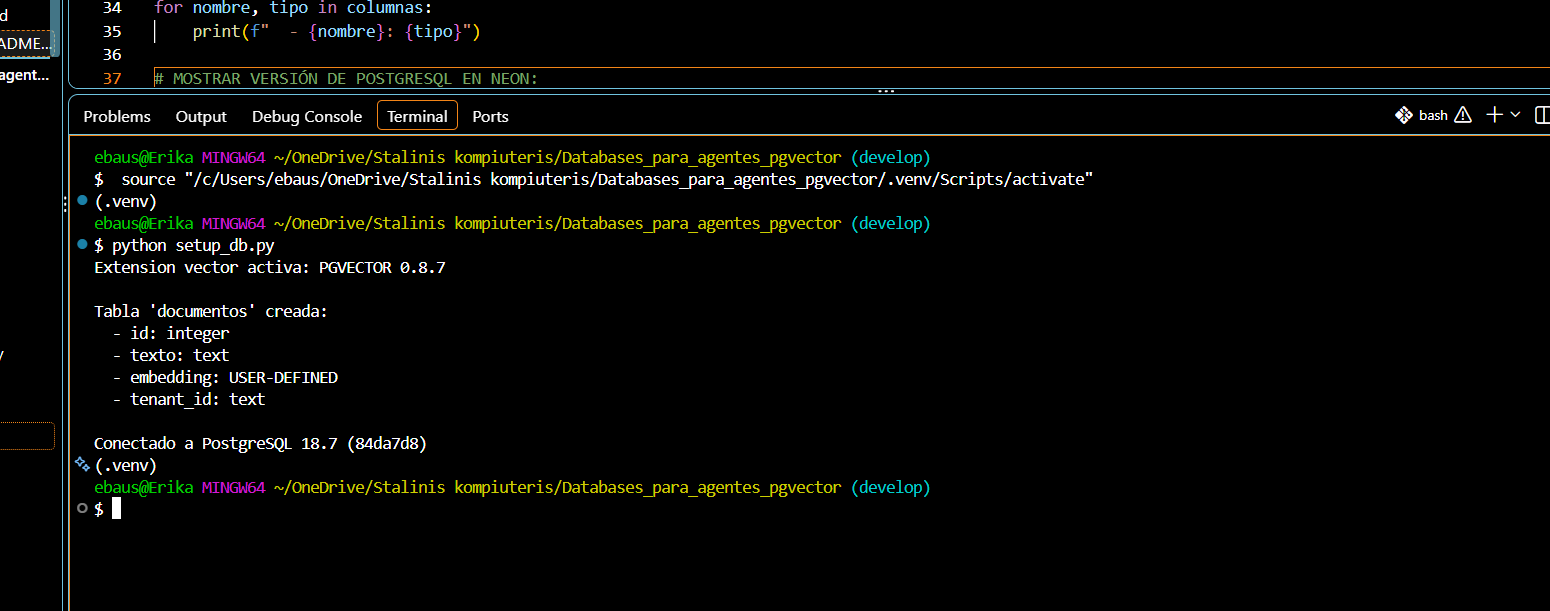 d
ADME...
agent...
34 for nombre, tipo in columnas:
35     print(f"  - {nombre}: {tipo}")
36
37 # MOSTRAR VERSIÓN DE POSTGRESQL EN NEON:
Problems Output Debug Console Terminal Ports bash
ebaus@Erika MINGW64 ~/OneDrive/Stalinis kompiuteris/Databases_para_agentes_pgvector (develop)
$  source "/c/Users/ebaus/OneDrive/Stalinis kompiuteris/Databases_para_agentes_pgvector/.venv/Scripts/activate"
(.venv)
ebaus@Erika MINGW64 ~/OneDrive/Stalinis kompiuteris/Databases_para_agentes_pgvector (develop)
$ python setup_db.py
Extension vector activa: PGVECTOR 0.8.7
Tabla 'documentos' creada:
  - id: integer
  - texto: text
  - embedding: USER-DEFINED
  - tenant_id: text
Conectado a PostgreSQL 18.7 (84da7d8)
(.venv)
ebaus@Erika MINGW64 ~/OneDrive/Stalinis kompiuteris/Databases_para_agentes_pgvector (develop)
$